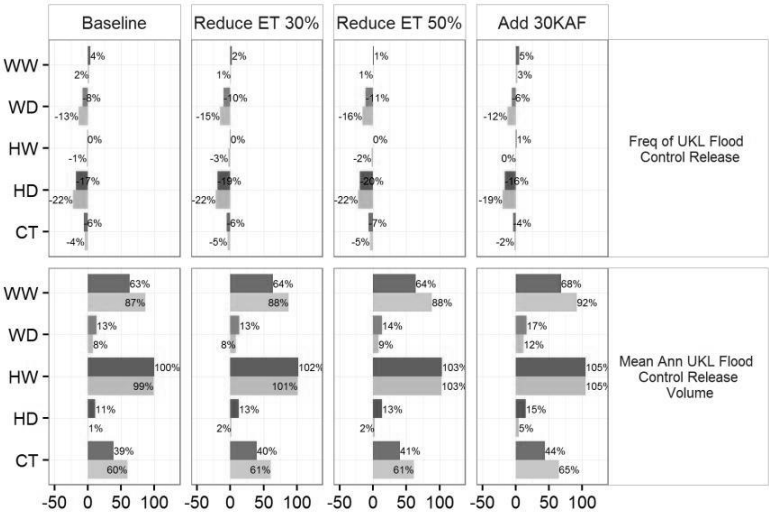 Baseline Reduce ET 30% Reduce ET 50% Add 30KAF
WW 4% 2% 1% 5%
2% 1% 1% 3%
WD -8% -10% -11% -6%
-13% -15% -16% -12%
HW 0% 0% 0% 1%
-1% -3% -2% 0%
HD -17% -19% -20% -16%
-22% -22% -22% -19%
CT -6% -6% -7% -4%
-4% -5% -5% -2%
Freq of UKL Flood
Control Release
WW 63% 64% 64% 68%
87% 88% 88% 92%
WD 13% 13% 14% 17%
8% 8% 9% 12%
HW 100% 102% 103% 105%
99% 101% 103% 105%
HD 11% 13% 13% 15%
1% 2% 2% 5%
CT 39% 40% 41% 44%
60% 61% 61% 65%
Mean Ann UKL Flood
Control Release
Volume
-50 0 50 100 -50 0 50 100 -50 0 50 100 -50 0 50 100